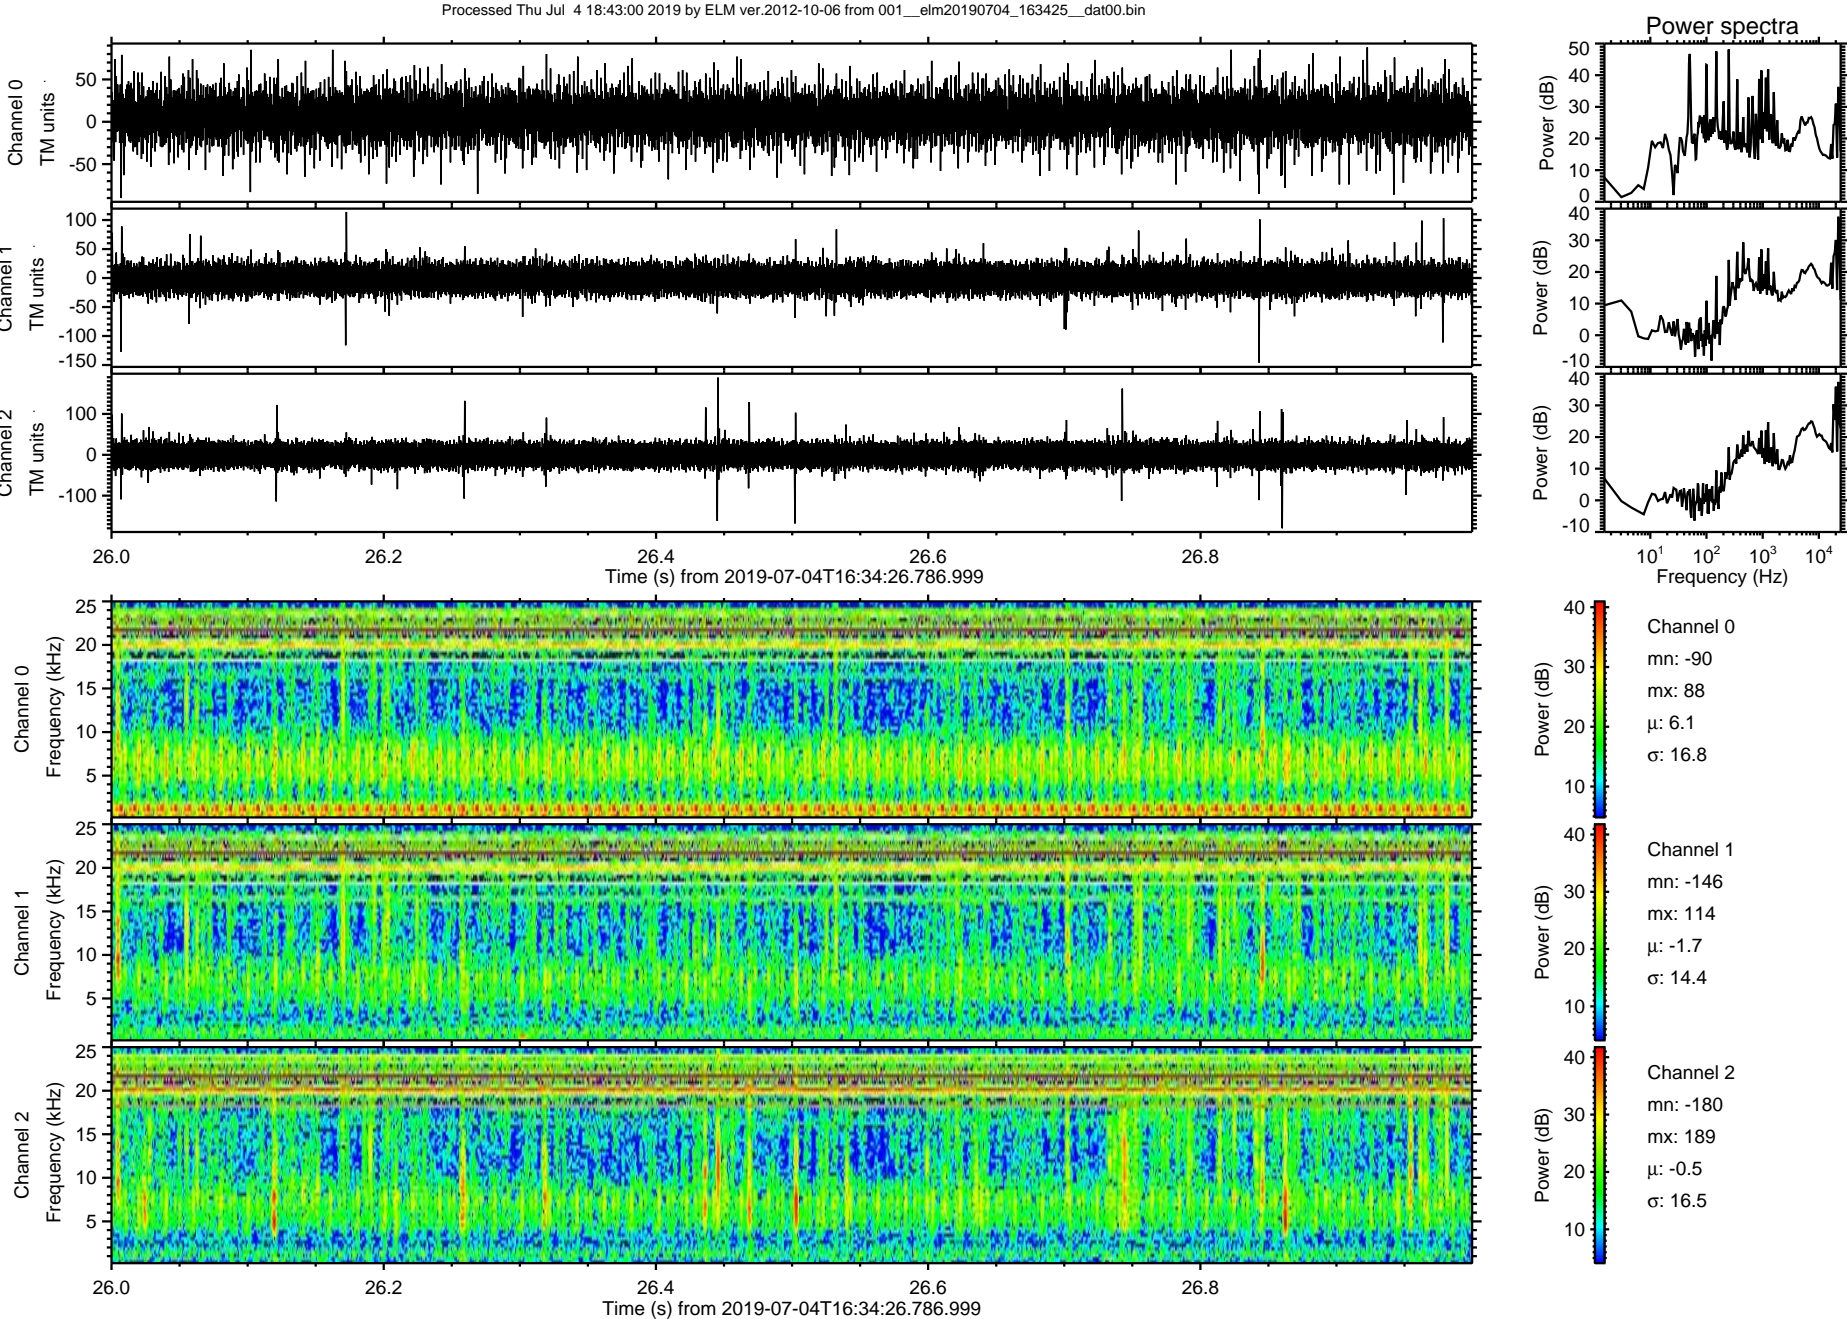 Processed Thu Jul  4 18:43:00 2019 by ELM ver.2012-10-06 from 001__elm20190704_163425__dat00.bin
Power spectra
Channel 0
TM units
50
0
-50
Power (dB)
50
40
30
20
10
0
Channel 1
TM units
100
50
0
-50
-100
-150
Power (dB)
40
30
20
10
0
-10
Channel 2
TM units
100
0
-100
Power (dB)
40
30
20
10
0
-10
26.0 26.2 26.4 26.6 26.8
Time (s) from 2019-07-04T16:34:26.786.999
10^1 10^2 10^3 10^4
Frequency (Hz)
Channel 0
Frequency (kHz)
25
20
15
10
5
Power (dB)
40
30
20
10
Channel 0
mn: -90
mx: 88
μ: 6.1
σ: 16.8
Channel 1
Frequency (kHz)
25
20
15
10
5
Power (dB)
40
30
20
10
Channel 1
mn: -146
mx: 114
μ: -1.7
σ: 14.4
Channel 2
Frequency (kHz)
25
20
15
10
5
Power (dB)
40
30
20
10
Channel 2
mn: -180
mx: 189
μ: -0.5
σ: 16.5
26.0 26.2 26.4 26.6 26.8
Time (s) from 2019-07-04T16:34:26.786.999